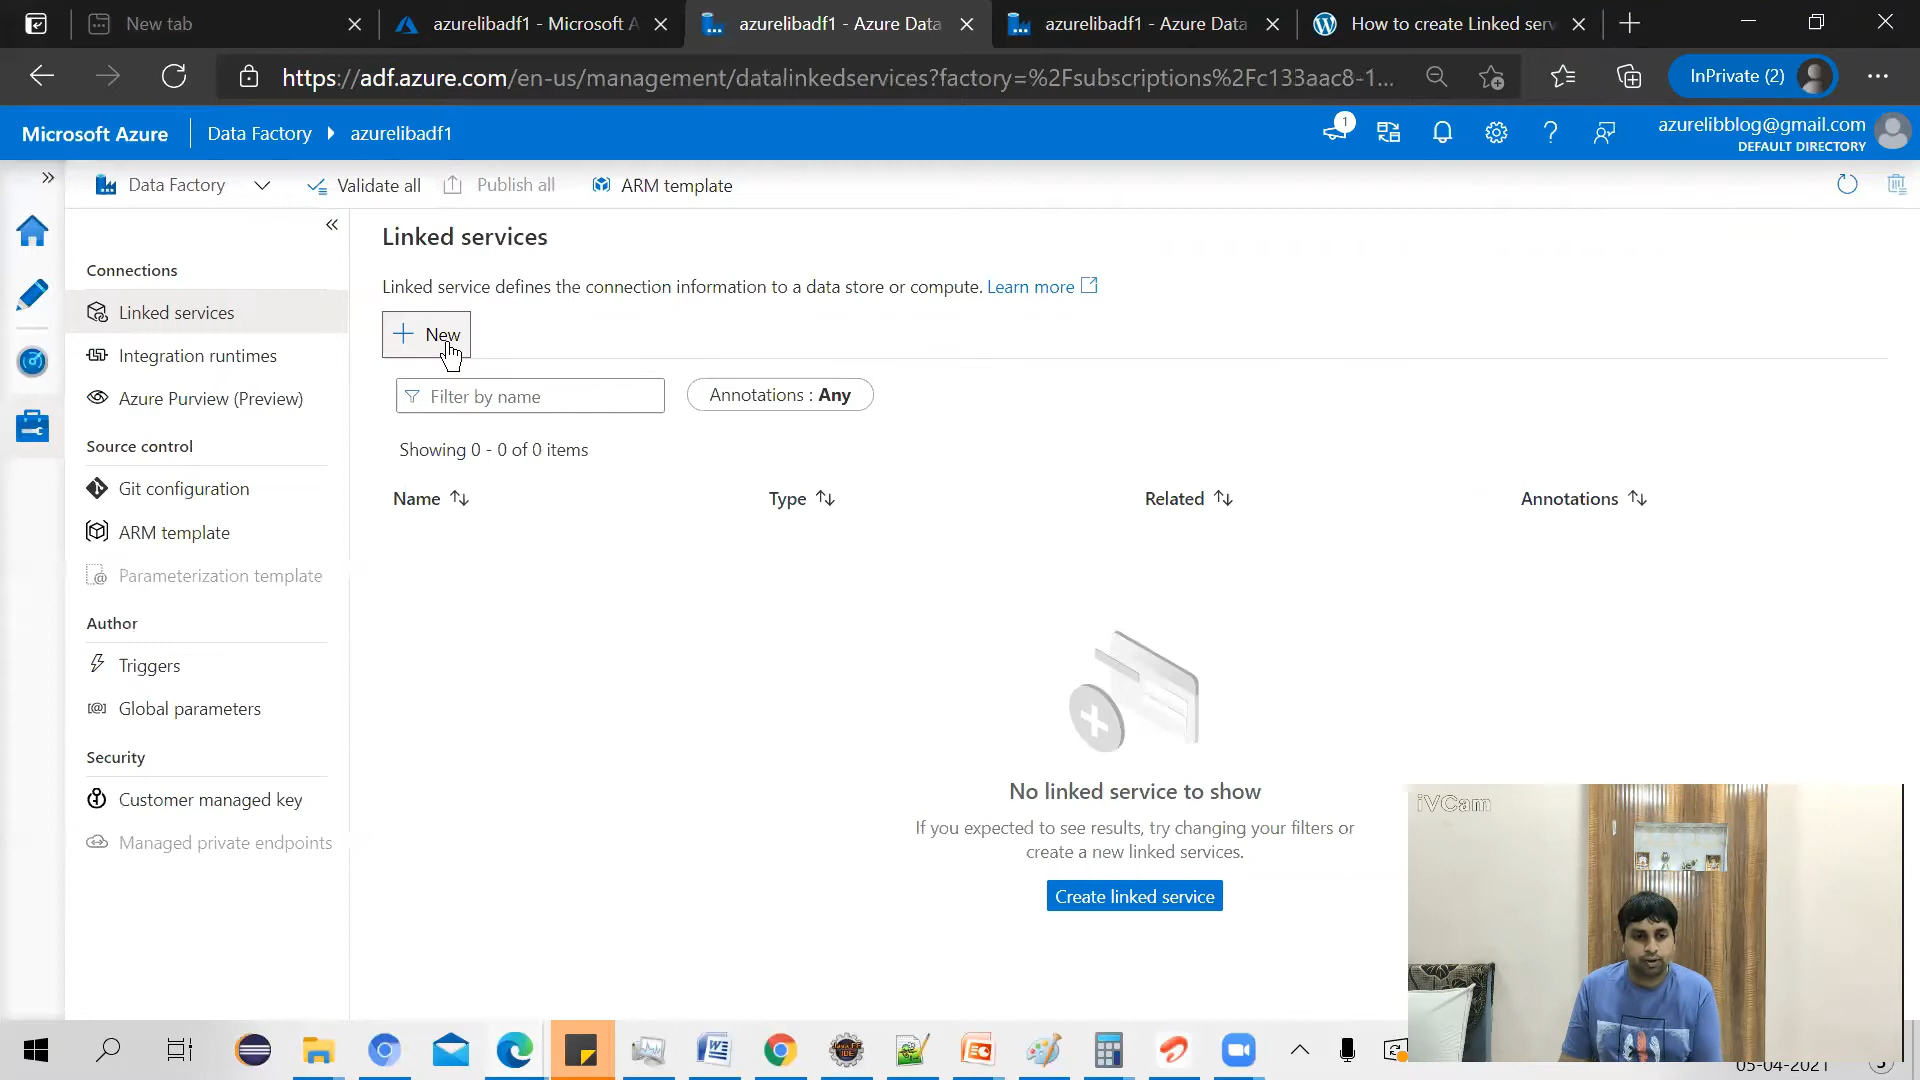 New tab
azurelibadf1 - Microsoft A
azurelibadf1 - Azure Data
azurelibadf1 - Azure Data
How to create Linked serv
https://adf.azure.com/en-us/management/datalinkedservices?factory=%2Fsubscriptions%2Fc133aac8-1...
InPrivate (2)
Microsoft Azure
Data Factory
azurelibadf1
1
azurelibblog@gmail.com
DEFAULT DIRECTORY
Data Factory
Validate all
Publish all
ARM template
Connections
Linked services
Integration runtimes
Azure Purview (Preview)
Source control
Git configuration
ARM template
Parameterization template
Author
Triggers
Global parameters
Security
Customer managed key
Managed private endpoints
Linked services
Linked service defines the connection information to a data store or compute. Learn more
New
Filter by name
Annotations : Any
Showing 0 - 0 of 0 items
Name
Type
Related
Annotations
No linked service to show
If you expected to see results, try changing your filters or
create a new linked services.
Create linked service
iVCam
05-04-2021